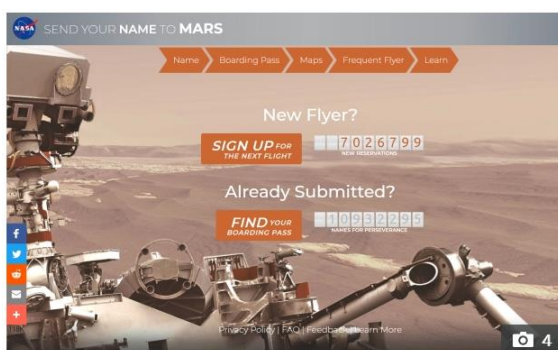 NASA
SEND YOUR NAME TO MARS
Name Boarding Pass Maps Frequent Flyer Learn
New Flyer?
SIGN UP FOR
THE NEXT FLIGHT
7026799
NEW RESERVATIONS
Already Submitted?
FIND YOUR
BOARDING PASS
10932295
NAMES FOR PERSEVERANCE
Privacy Policy | FAQ | Feedback | Learn More
4